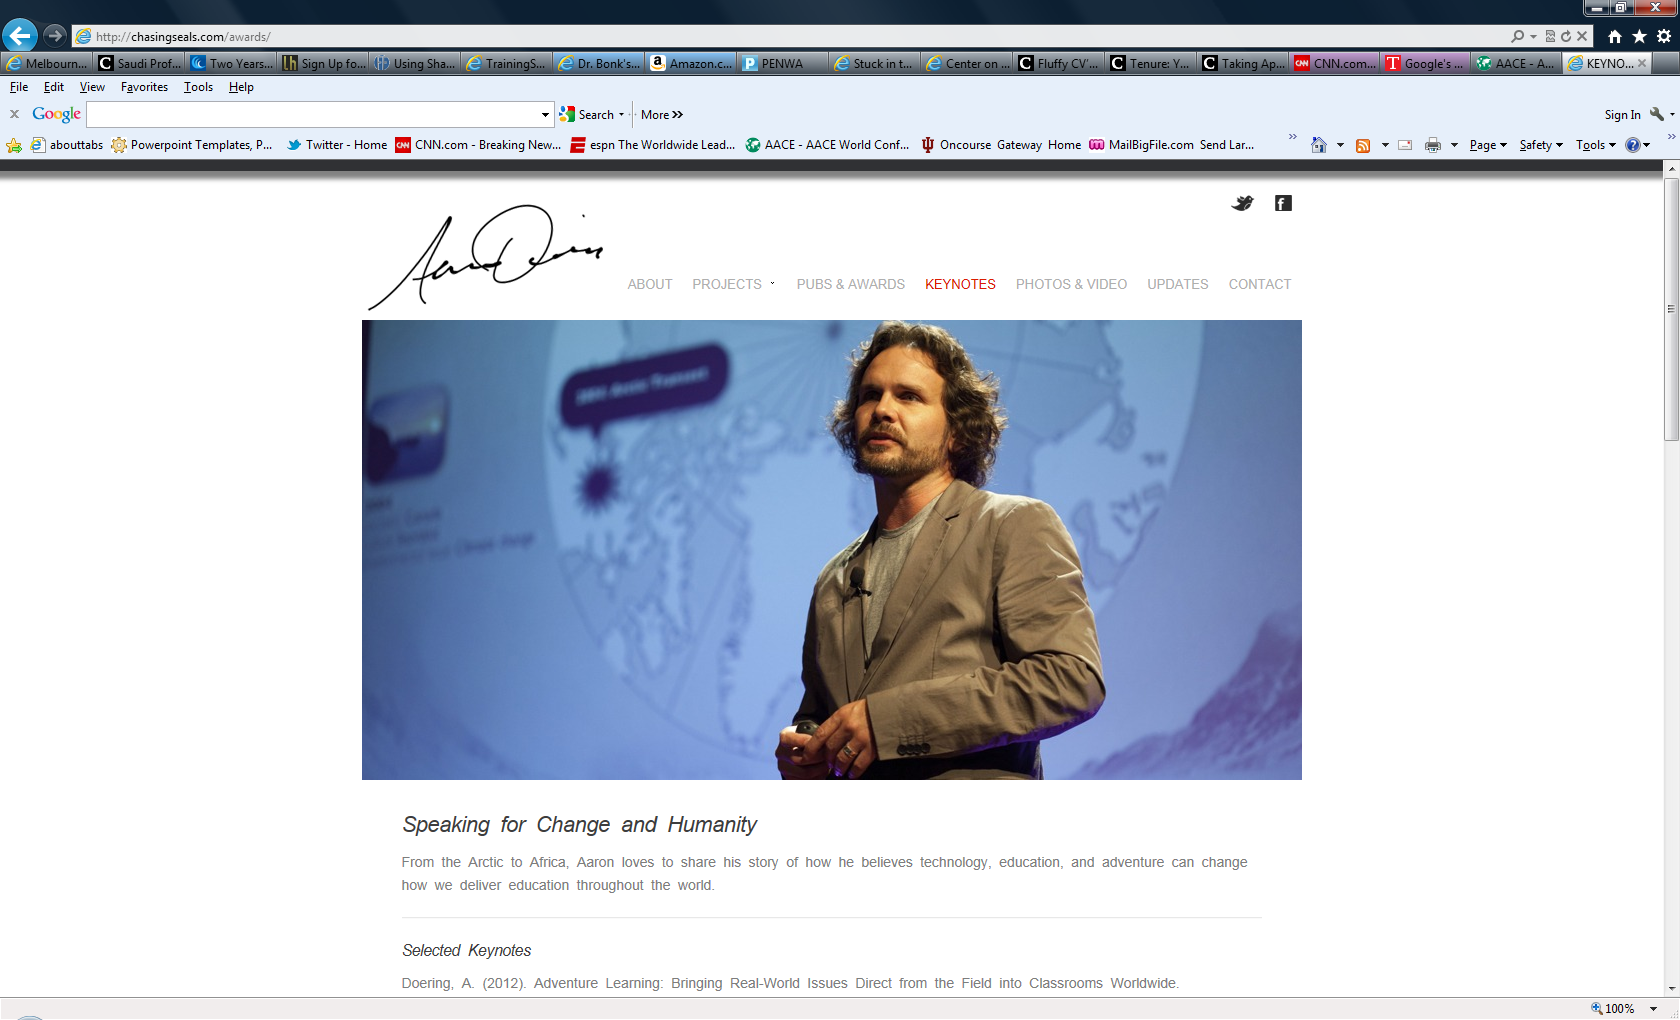 http://chasingseals.com/awards/
Melbourn... Saudi Prof... Two Years... Sign Up fo... Using Sha... TrainingS... Dr. Bonk's... Amazon.c... PENWA Stuck in t... Center on ... Fluffy CV'... Tenure: Y... Taking Ap... CNN.com... Google's ... AACE - A... KEYNO...
File Edit View Favorites Tools Help
Google Search More Sign In
abouttabs Powerpoint Templates, P... Twitter - Home CNN.com - Breaking New... espn The Worldwide Lead... AACE - AACE World Conf... Oncourse Gateway Home MailBigFile.com Send Lar... Page Safety Tools
ABOUT PROJECTS PUBS & AWARDS KEYNOTES PHOTOS & VIDEO UPDATES CONTACT
Speaking for Change and Humanity
From the Arctic to Africa, Aaron loves to share his story of how he believes technology, education, and adventure can change
how we deliver education throughout the world.
Selected Keynotes
Doering, A. (2012). Adventure Learning: Bringing Real-World Issues Direct from the Field into Classrooms Worldwide.
100%